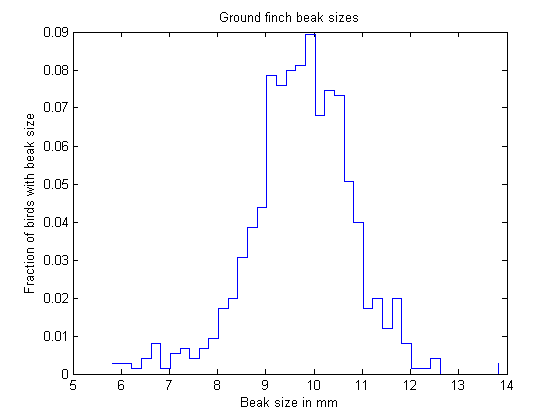 Ground finch beak sizes
0.09
0.08
0.07
0.06
0.05
0.04
0.03
0.02
0.01
0
Fraction of birds with beak size
5 6 7 8 9 10 11 12 13 14
Beak size in mm